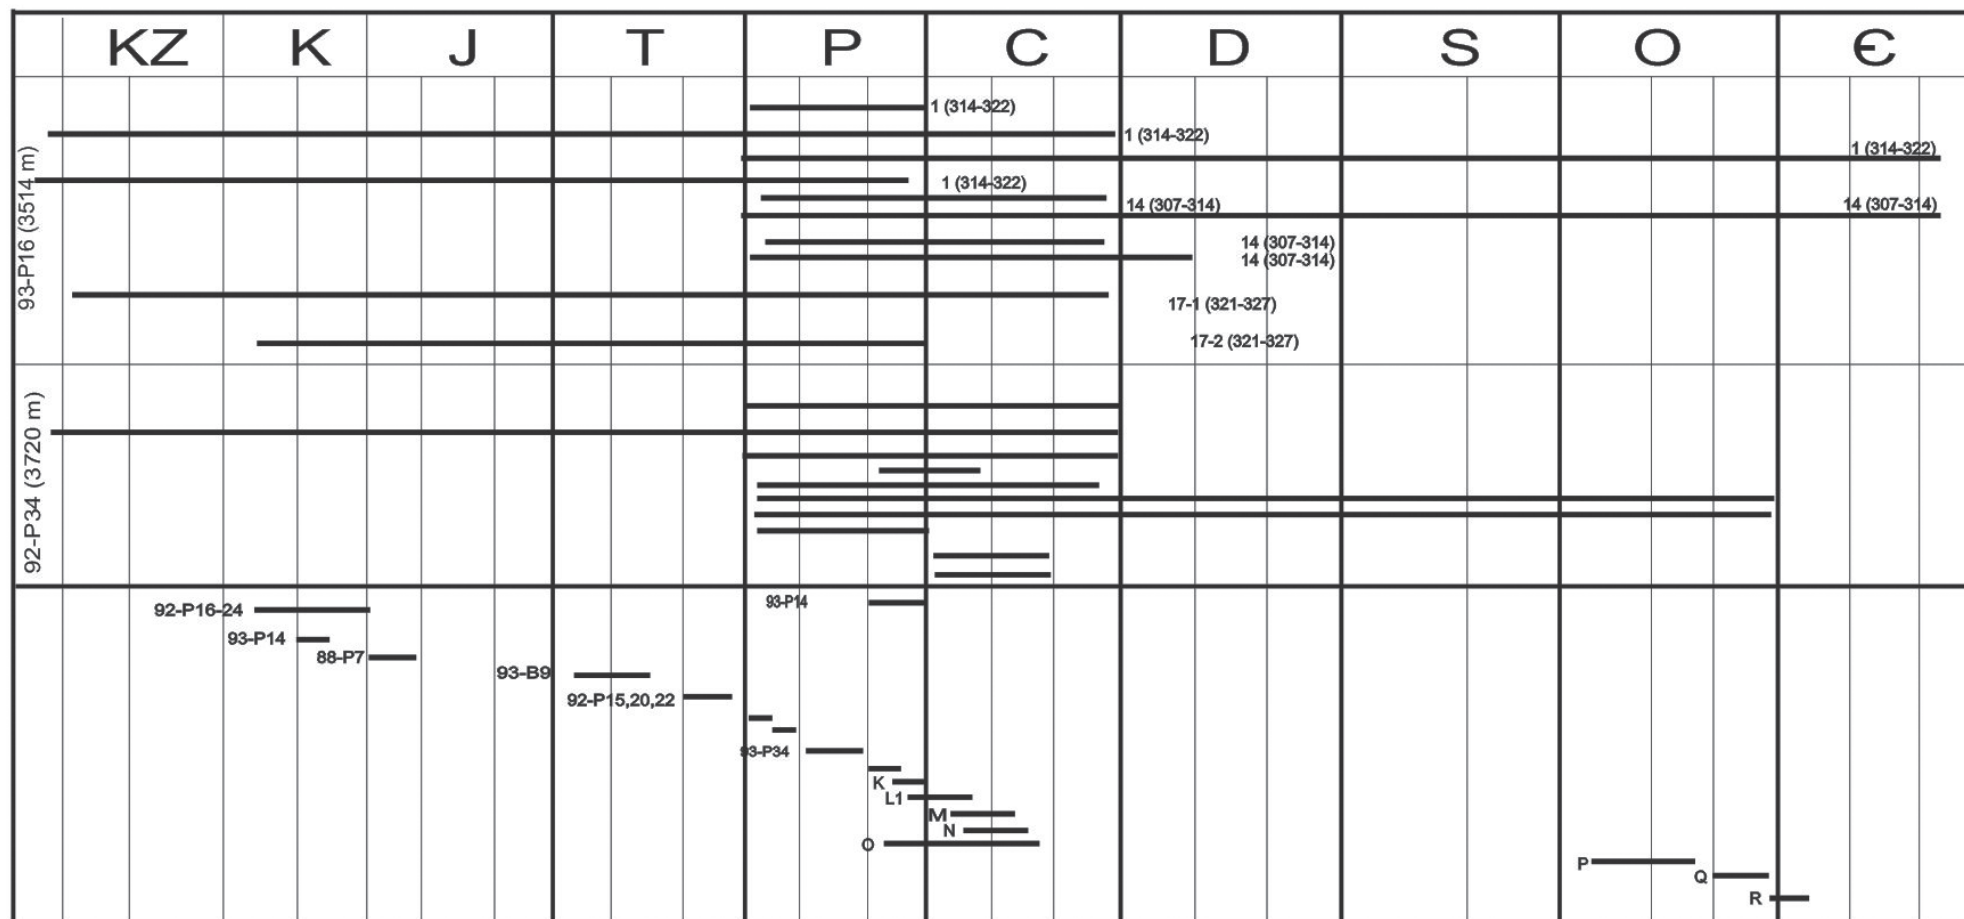 KZ K J T P C D S O Є
93-P16 (3514 m)
1 (314-322)
1 (314-322)
1 (314-322)
1 (314-322)
14 (307-314)
14 (307-314)
14 (307-314)
14 (307-314)
17-1 (321-327)
17-2 (321-327)
92-P34 (3720 m)
93-P14
92-P16-24
93-P14
88-P7
93-B9
92-P15,20,22
93-P34
K
L1
M
N
O
P
Q
R